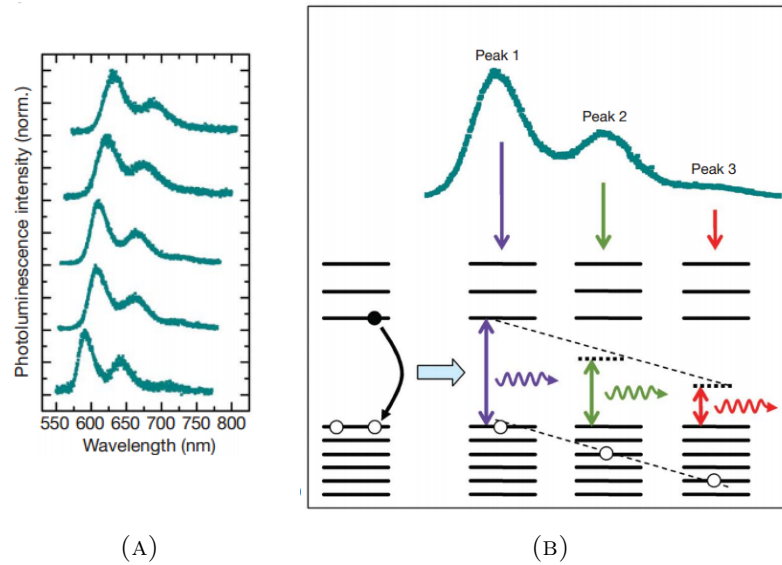 Photoluminescence intensity (norm.)
550 600 650 700 750 800
Wavelength (nm)
(A)
Peak 1
Peak 2
Peak 3
(B)